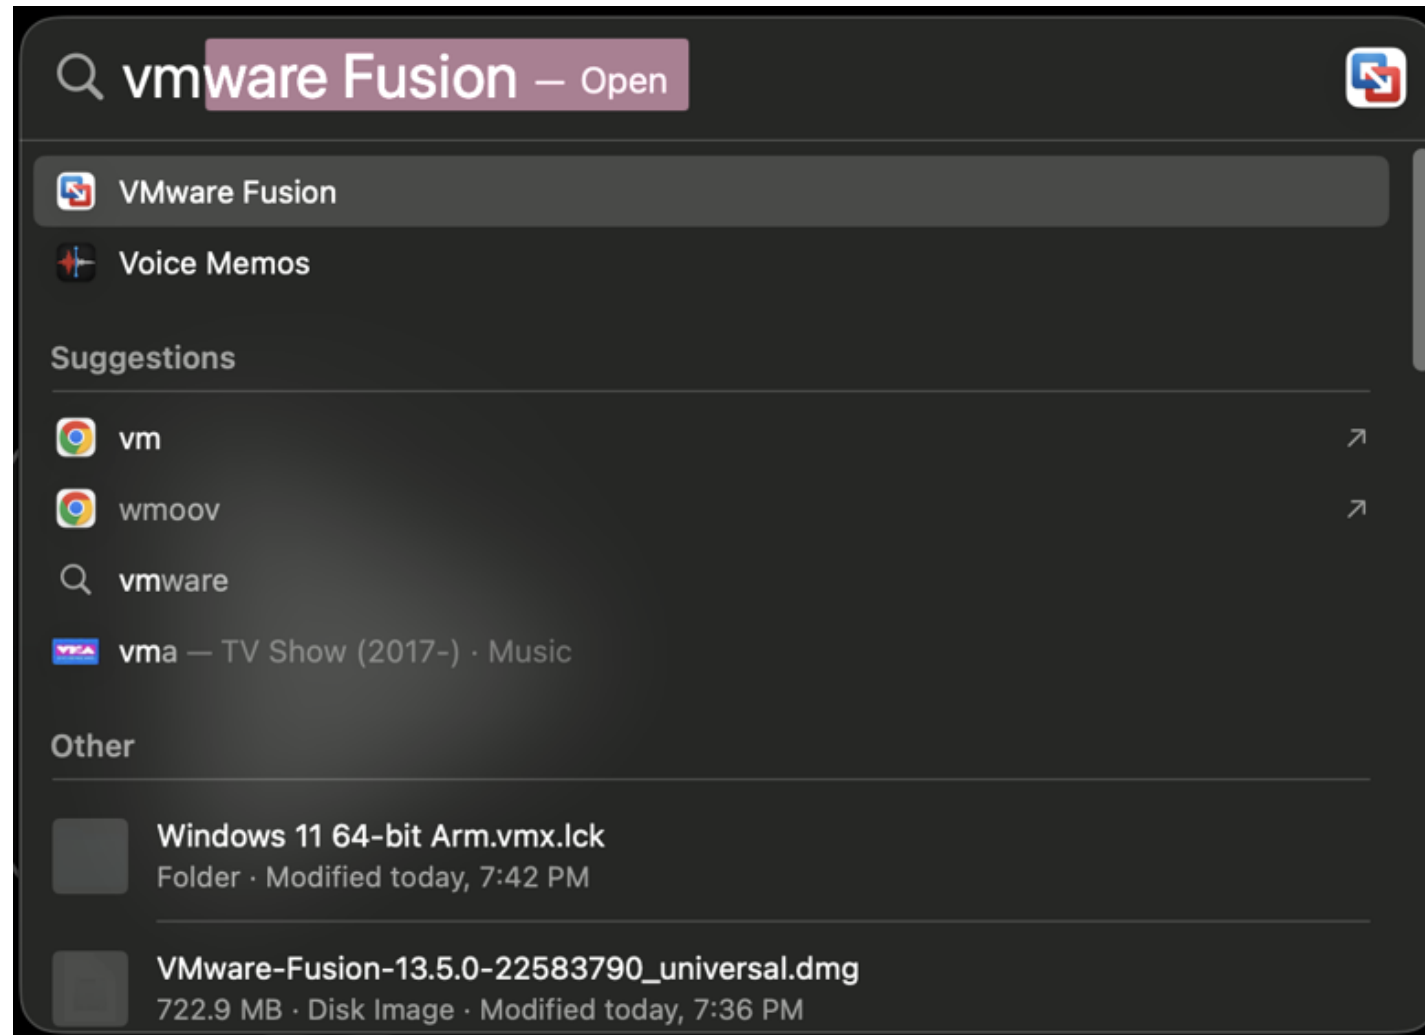 vmware Fusion — Open
VMware Fusion
Voice Memos
Suggestions
vm
wmoov
vmware
vma — TV Show (2017-) · Music
Other
Windows 11 64-bit Arm.vmx.lck
Folder · Modified today, 7:42 PM
VMware-Fusion-13.5.0-22583790_universal.dmg
722.9 MB · Disk Image · Modified today, 7:36 PM